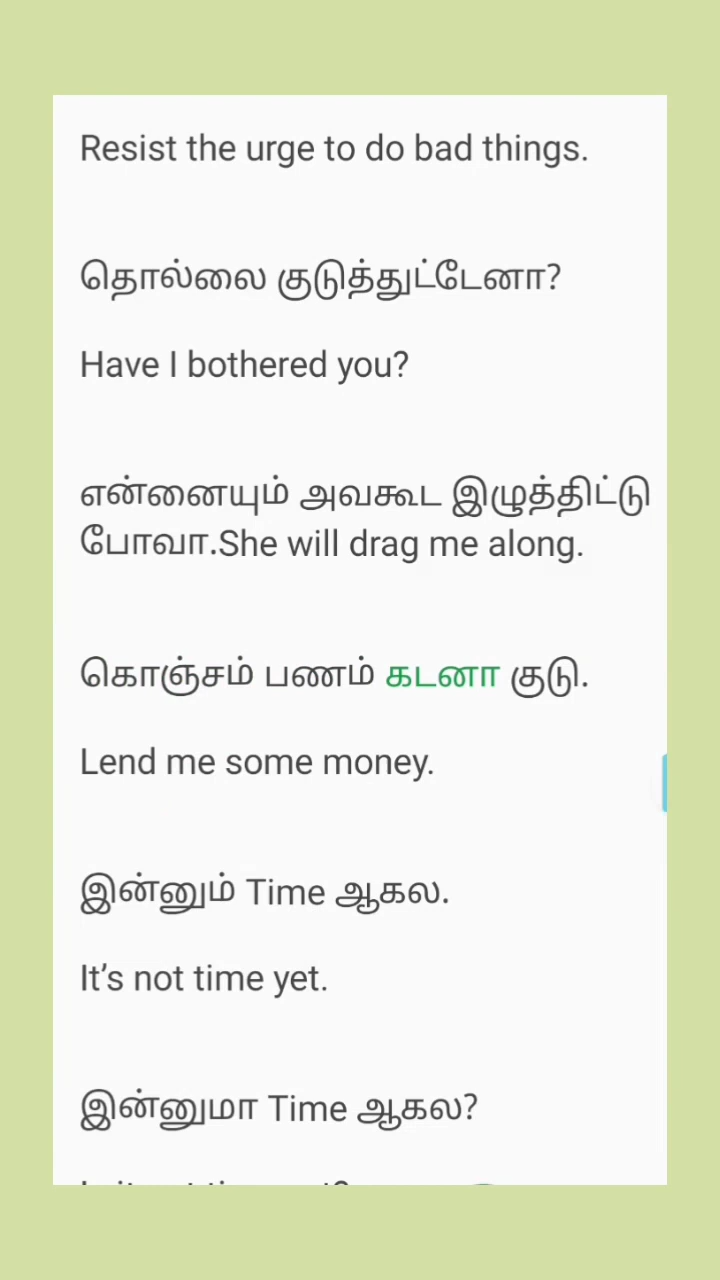 Resist the urge to do bad things.
தொல்லை குடுத்துட்டேனா?
Have I bothered you?
என்னையும் அவகூட இழுத்திட்டு
போவா.She will drag me along.
கொஞ்சம் பணம் கடனா குடு.
Lend me some money.
இன்னும் Time ஆகல.
It’s not time yet.
இன்னுமா Time ஆகல?